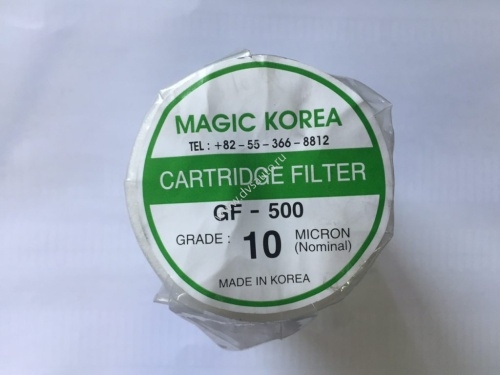 MAGIC KOREA
TEL : +82 - 55 - 366 - 8812
CARTRIDGE FILTER
GF - 500
GRADE : 10 MICRON
(Nominal)
MADE IN KOREA